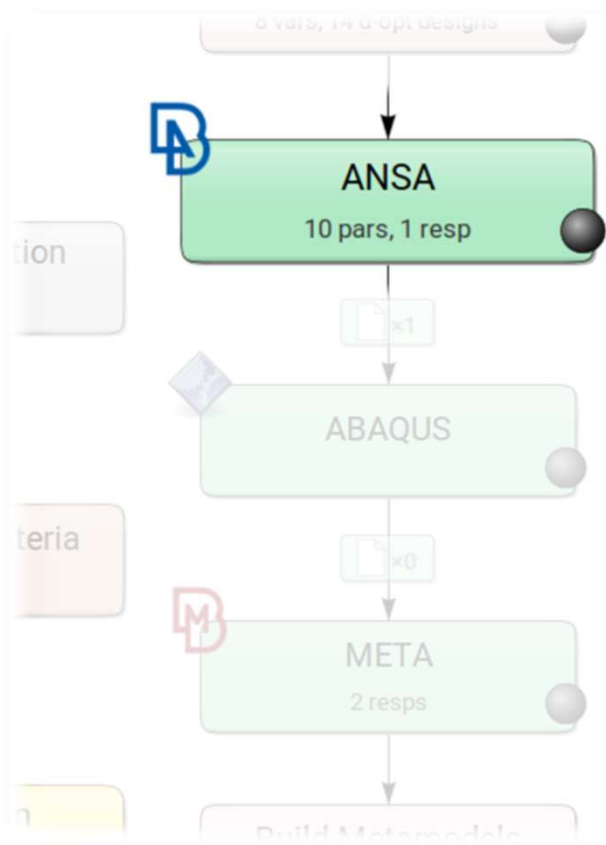 8 vars, 14 d-opt designs
ANSA
10 pars, 1 resp
tion
×1
ABAQUS
teria
×0
META
2 resps
n
Build Metamodels